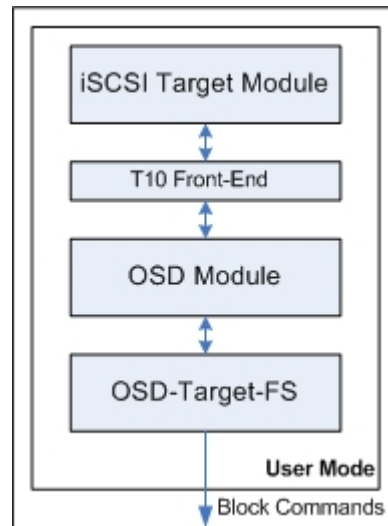 iSCSI Target Module
T10 Front-End
OSD Module
OSD-Target-FS
User Mode
Block Commands